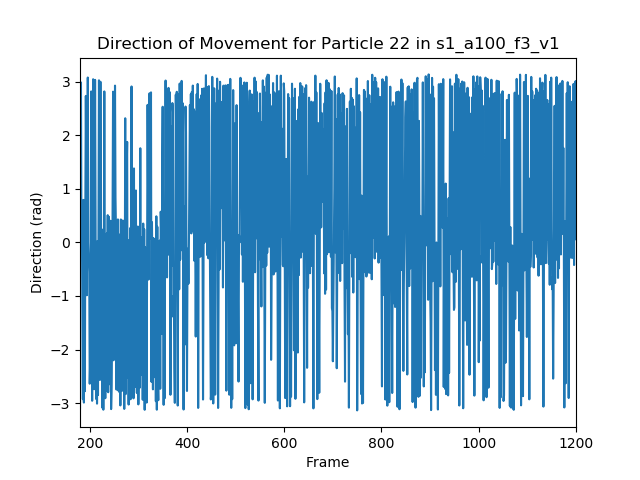 Direction of Movement for Particle 22 in s1_a100_f3_v1
3
2
1
0
−1
−2
−3
Direction (rad)
200 400 600 800 1000 1200
Frame